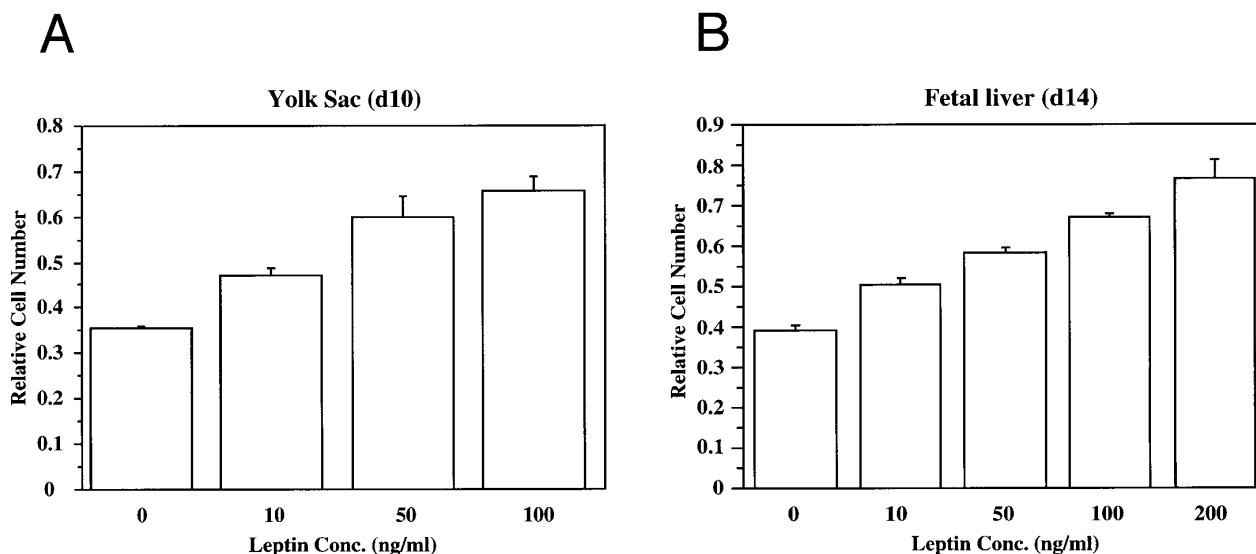 A
Yolk Sac (d10)
Relative Cell Number
0.8
0.7
0.6
0.5
0.4
0.3
0.2
0.1
0
0 10 50 100
Leptin Conc. (ng/ml)
B
Fetal liver (d14)
Relative Cell Number
0.9
0.8
0.7
0.6
0.5
0.4
0.3
0.2
0.1
0
0 10 50 100 200
Leptin Conc. (ng/ml)